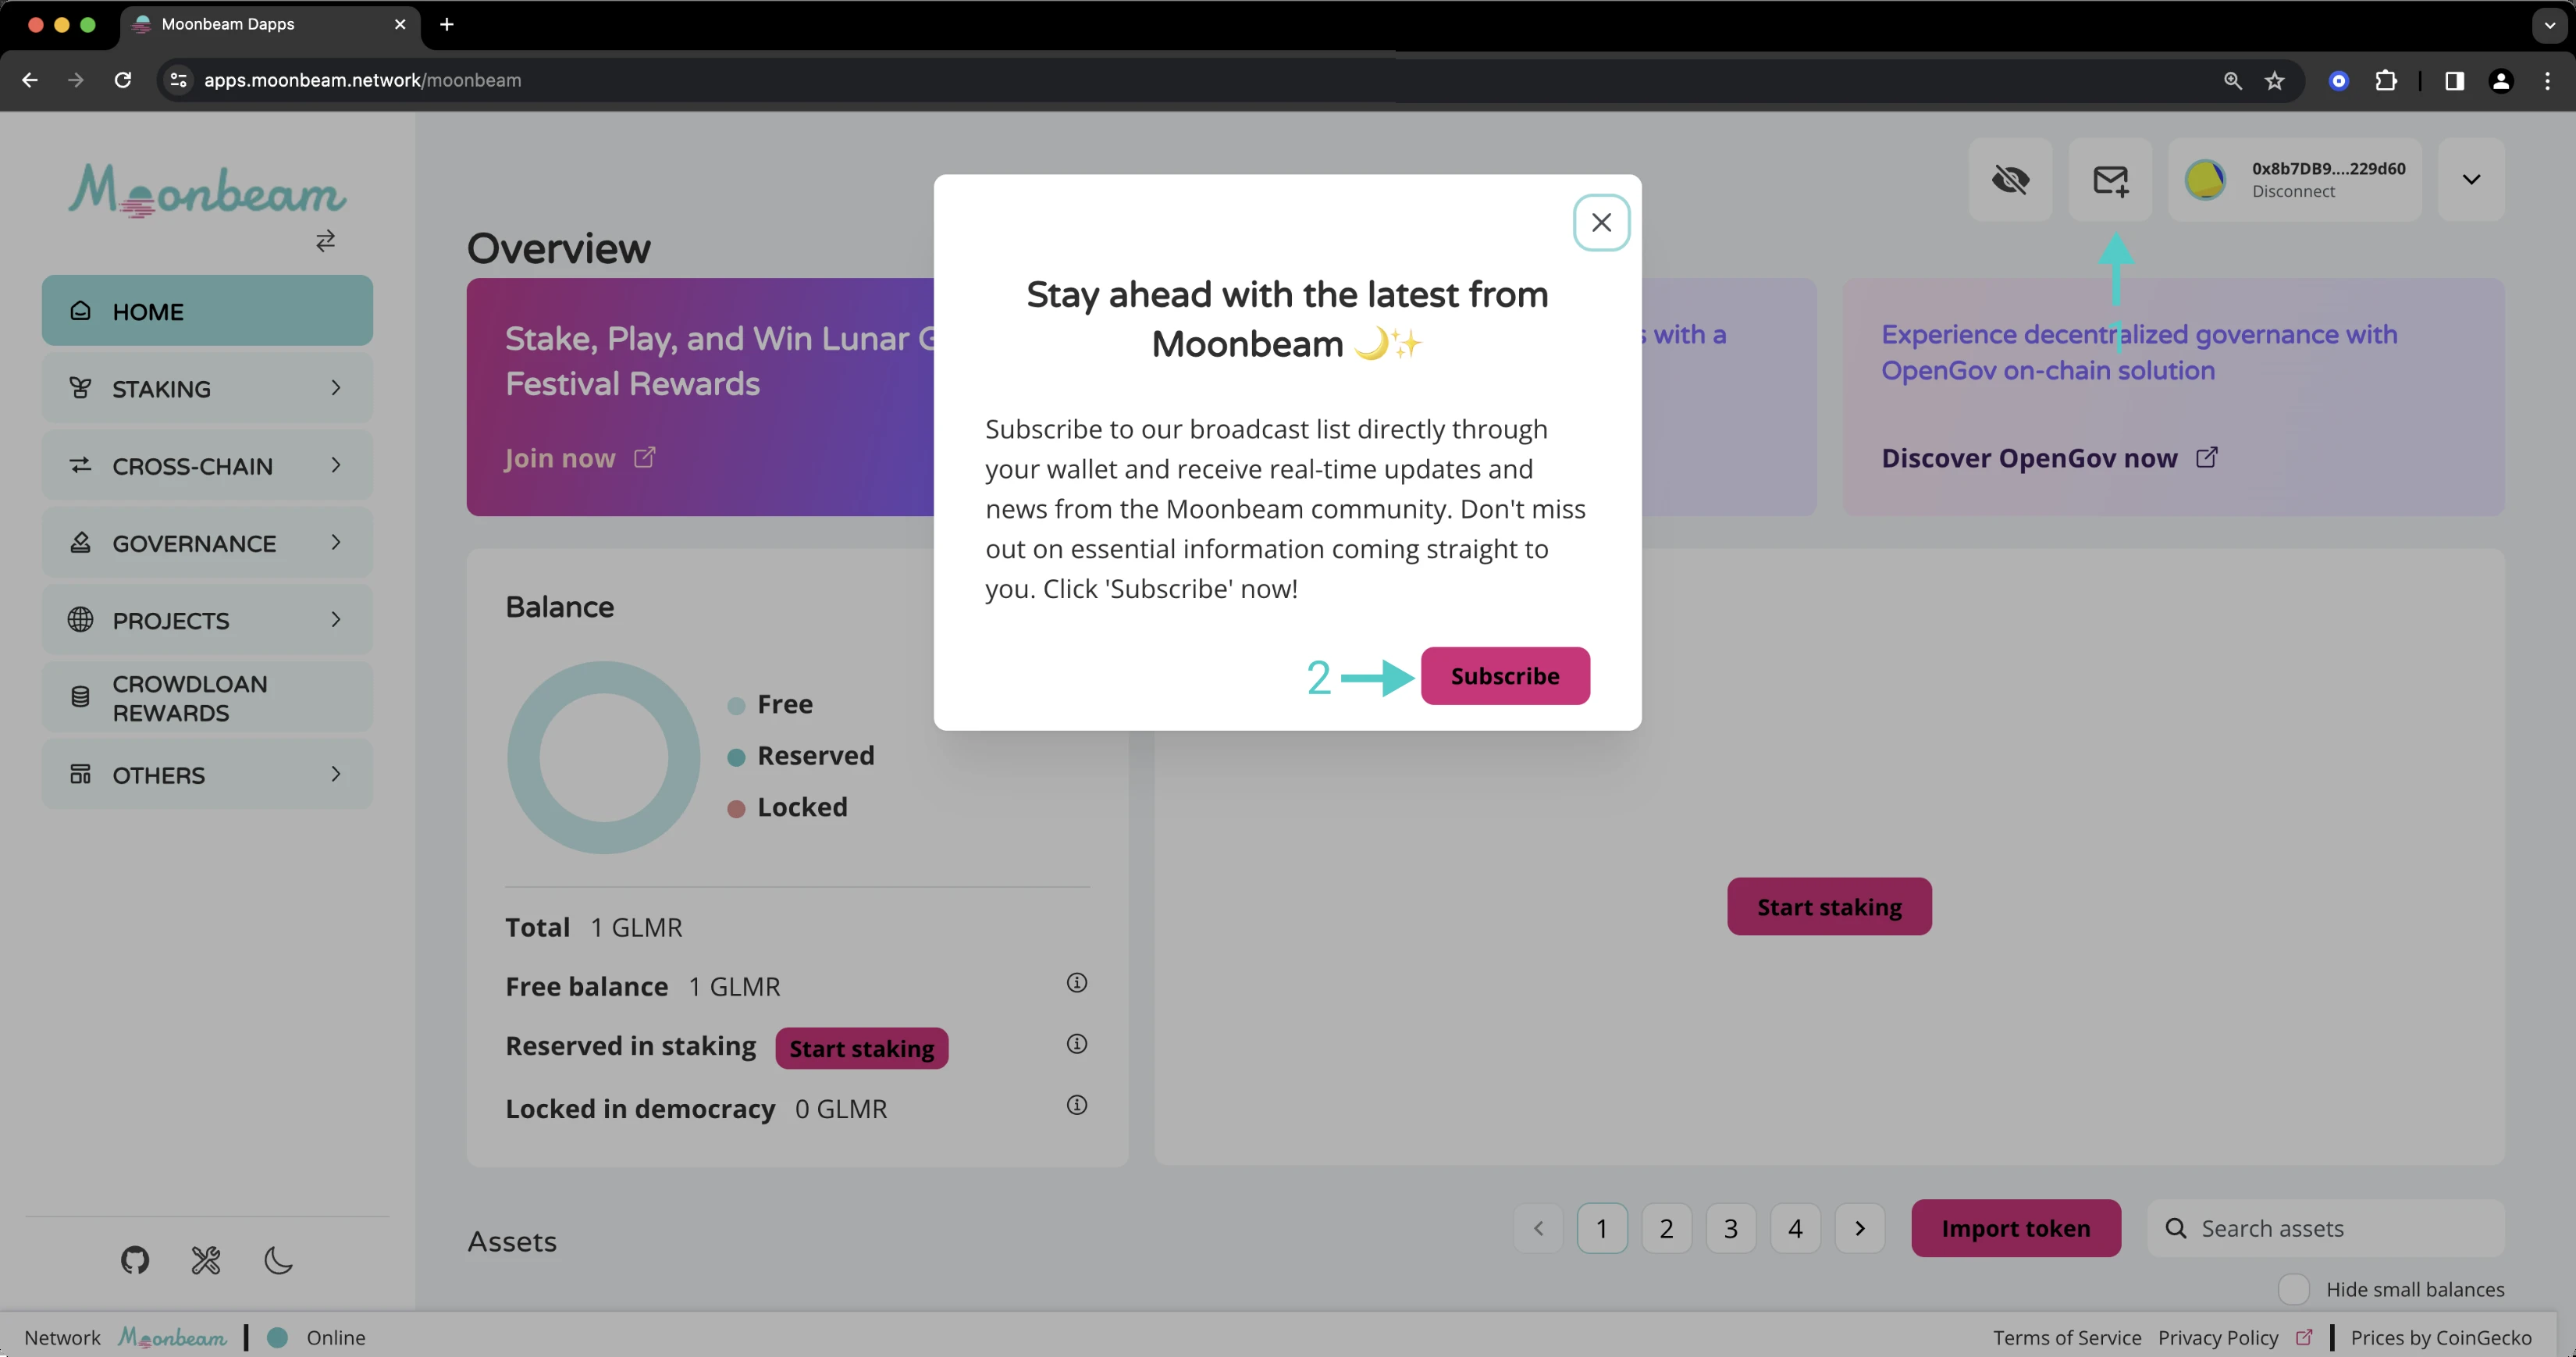 Moonbeam Dapps
apps.moonbeam.network/moonbeam
Moonbeam
HOME
STAKING
CROSS-CHAIN
GOVERNANCE
PROJECTS
CROWDLOAN
REWARDS
OTHERS
0x8b7DB9....229d60
Disconnect
Overview
Stake, Play, and Win Lunar
Festival Rewards
Join now
with a
1
Experience decentralized governance with
OpenGov on-chain solution
Discover OpenGov now
Stay ahead with the latest from
Moonbeam 🌙✨
Subscribe to our broadcast list directly through
your wallet and receive real-time updates and
news from the Moonbeam community. Don't miss
out on essential information coming straight to
you. Click 'Subscribe' now!
2
Subscribe
Balance
Free
Reserved
Locked
Total 1 GLMR
Free balance 1 GLMR
Reserved in staking Start staking
Locked in democracy 0 GLMR
Start staking
Assets
1 2 3 4
Import token
Search assets
Hide small balances
Network Moonbeam Online
Terms of Service Privacy Policy Prices by CoinGecko